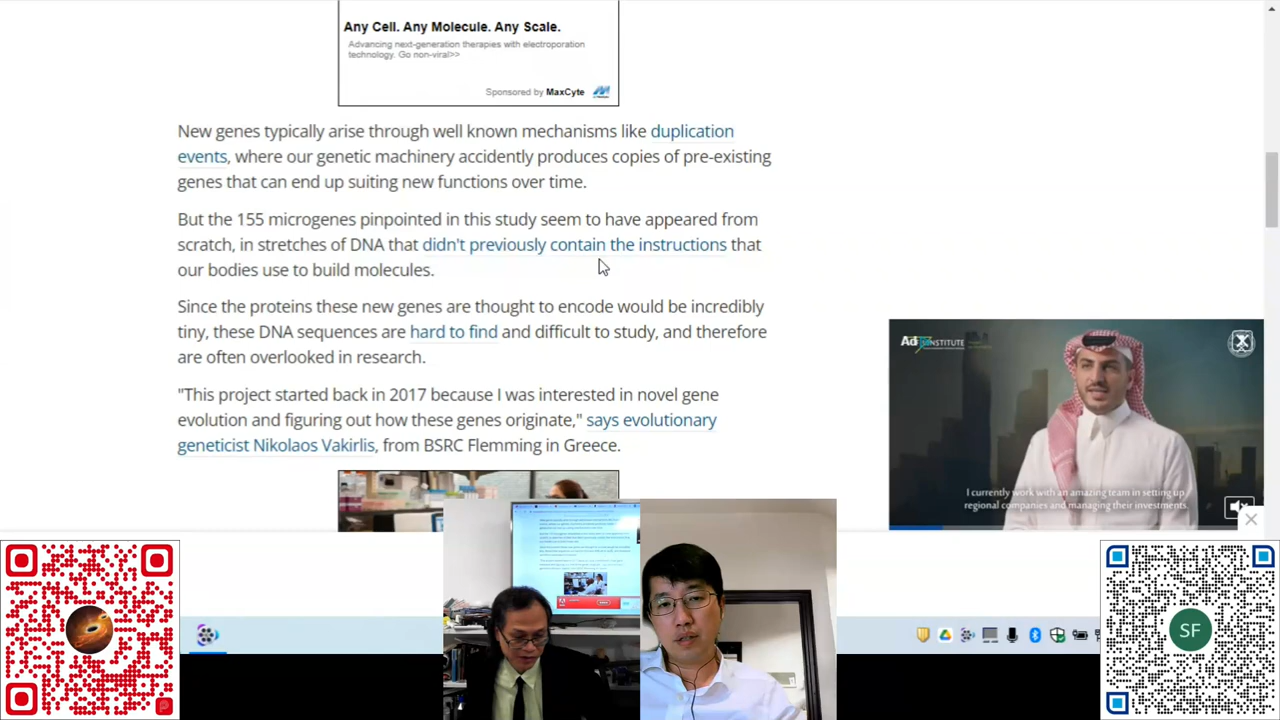 Any Cell. Any Molecule. Any Scale.
Advancing next-generation therapies with electroporation
technology. Go non-viral>>
Sponsored by MaxCyte
New genes typically arise through well known mechanisms like duplication
events, where our genetic machinery accidently produces copies of pre-existing
genes that can end up suiting new functions over time.
But the 155 microgenes pinpointed in this study seem to have appeared from
scratch, in stretches of DNA that didn't previously contain the instructions that
our bodies use to build molecules.
Since the proteins these new genes are thought to encode would be incredibly
tiny, these DNA sequences are hard to find and difficult to study, and therefore
are often overlooked in research.
"This project started back in 2017 because I was interested in novel gene
evolution and figuring out how these genes originate," says evolutionary
geneticist Nikolaos Vakirlis, from BSRC Flemming in Greece.
INSTITUTE
I currently work with an amazing team in setting up
regional companies and managing their investments
SF